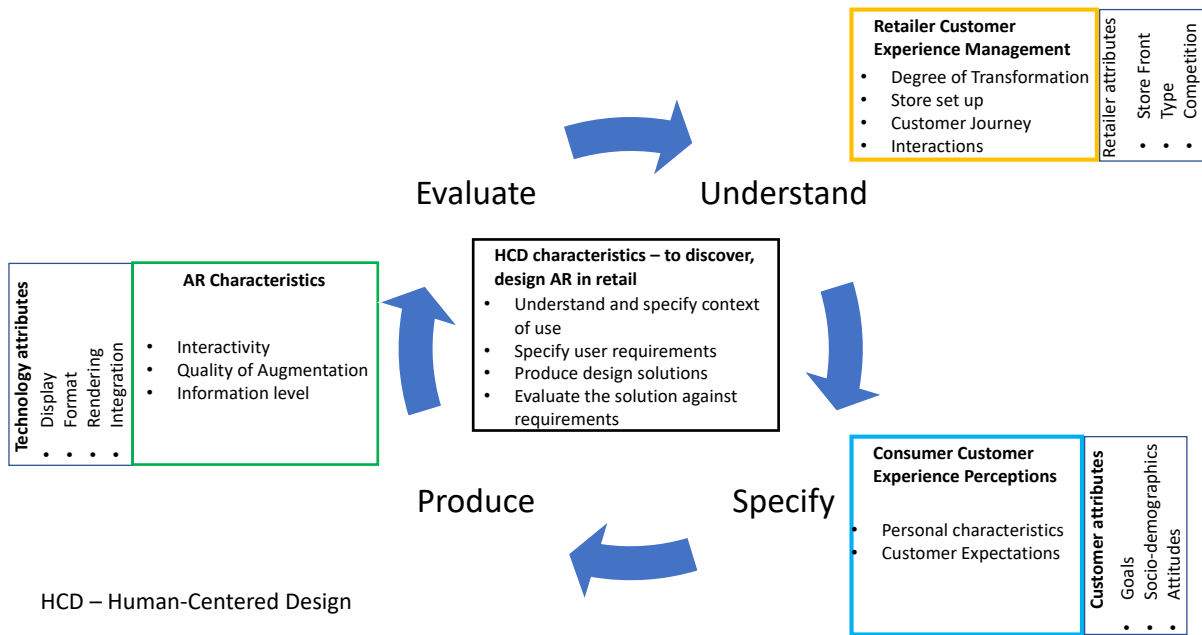 Retailer Customer
Experience Management
• Degree of Transformation
• Store set up
• Customer Journey
• Interactions
Retailer attributes
• Store Front
• Type
• Competition
Evaluate
Understand
HCD characteristics – to discover,
design AR in retail
• Understand and specify context
of use
• Specify user requirements
• Produce design solutions
• Evaluate the solution against
requirements
Technology attributes
• Display
• Format
• Rendering
• Integration
AR Characteristics
• Interactivity
• Quality of Augmentation
• Information level
Produce
Specify
Consumer Customer
Experience Perceptions
• Personal characteristics
• Customer Expectations
Customer attributes
• Goals
• Socio-demographics
• Attitudes
HCD – Human-Centered Design